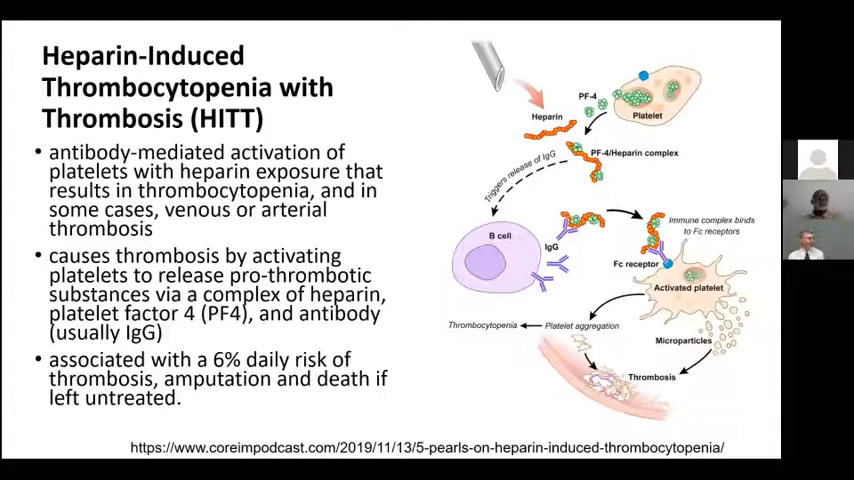 Heparin-Induced
Thrombocytopenia with
Thrombosis (HITT)
• antibody-mediated activation of
platelets with heparin exposure that
results in thrombocytopenia, and in
some cases, venous or arterial
thrombosis
• causes thrombosis by activating
platelets to release pro-thrombotic
substances via a complex of heparin,
platelet factor 4 (PF4), and antibody
(usually IgG)
• associated with a 6% daily risk of
thrombosis, amputation and death if
left untreated.
PF-4
Platelet
Heparin
PF-4/Heparin complex
Triggers release of IgG
B cell
IgG
Immune complex binds
to Fc receptors
Fc receptor
Activated platelet
Thrombocytopenia
Platelet aggregation
Microparticles
Thrombosis
https://www.coreimpodcast.com/2019/11/13/5-pearls-on-heparin-induced-thrombocytopenia/